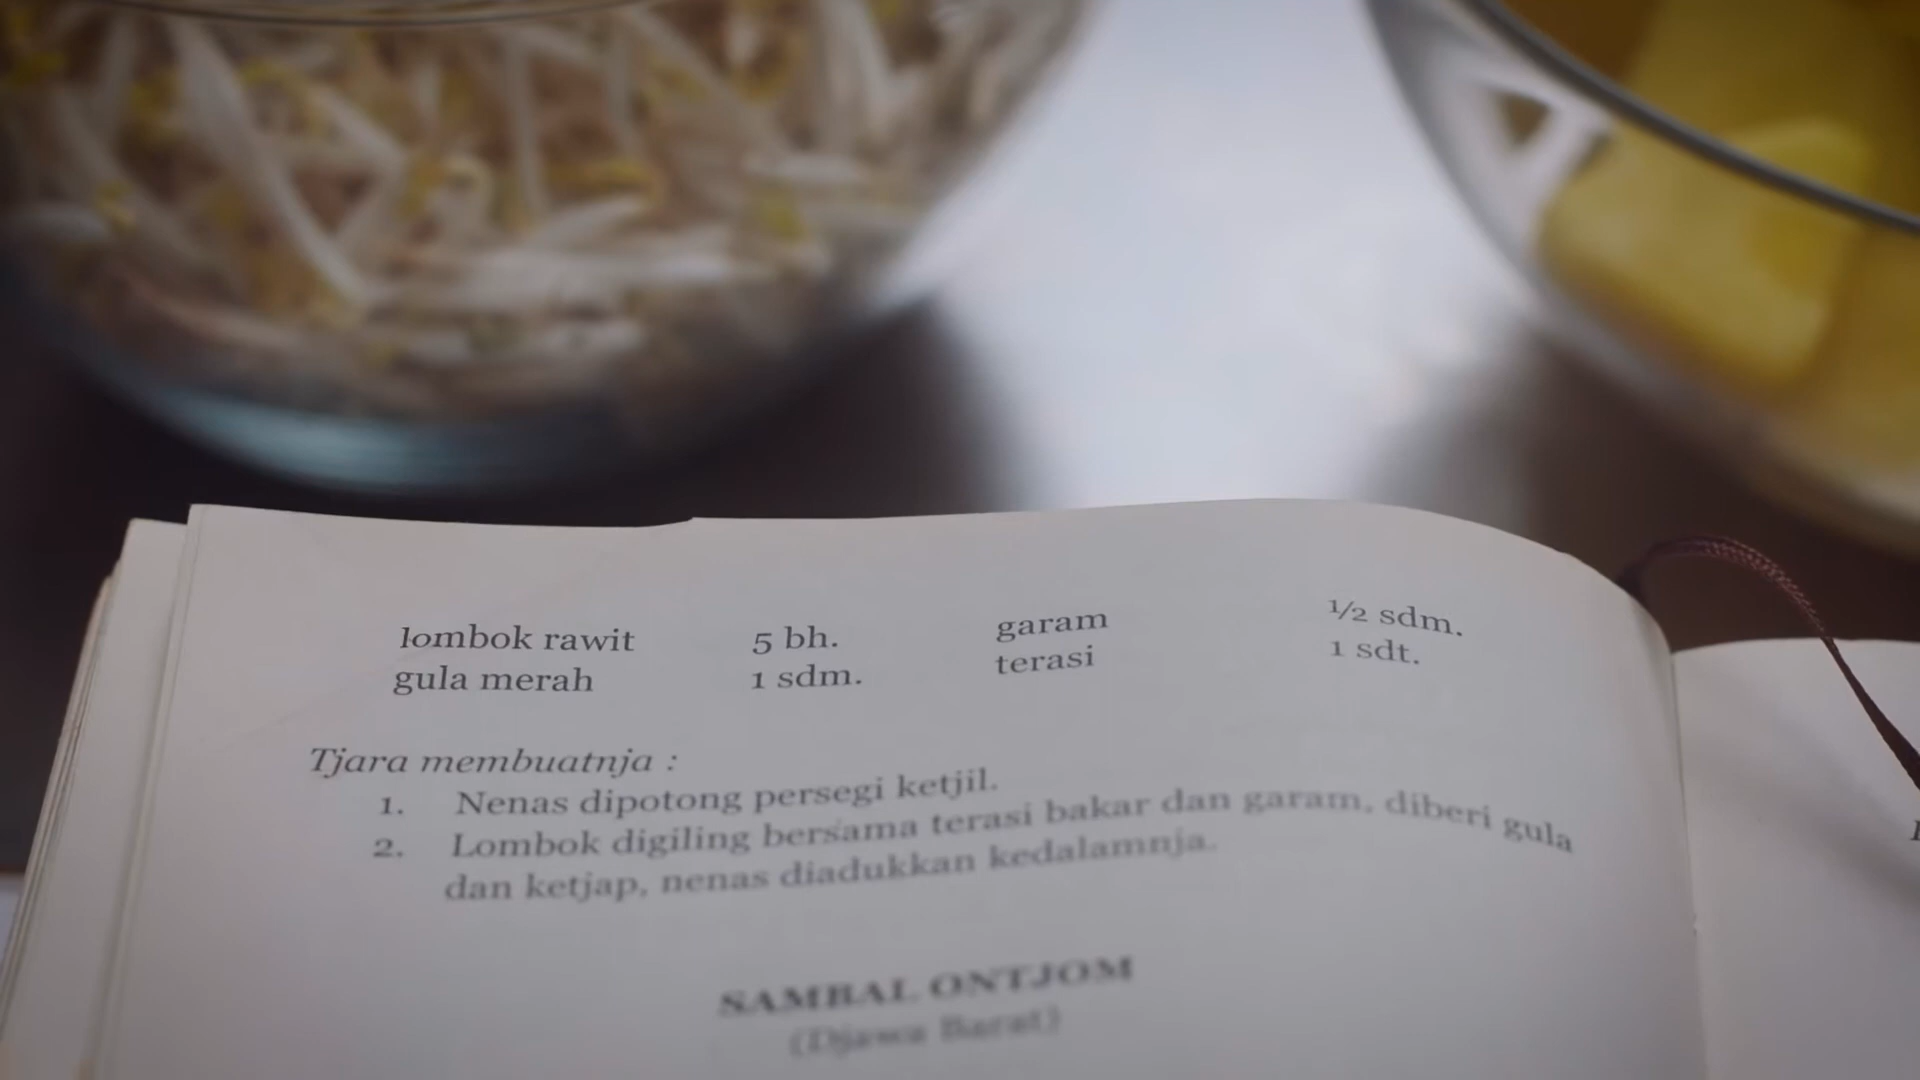 lombok rawit 5 bh. garam ½ sdm.
gula merah 1 sdm. terasi 1 sdt.
Tjara membuatnja :
1. Nenas dipotong persegi ketjil.
2. Lombok digiling bersama terasi bakar dan garam, diberi gula
dan ketjap, nenas diadukkan kedalamnja.
SAMBAL ONTJOM
(Djawa Barat)